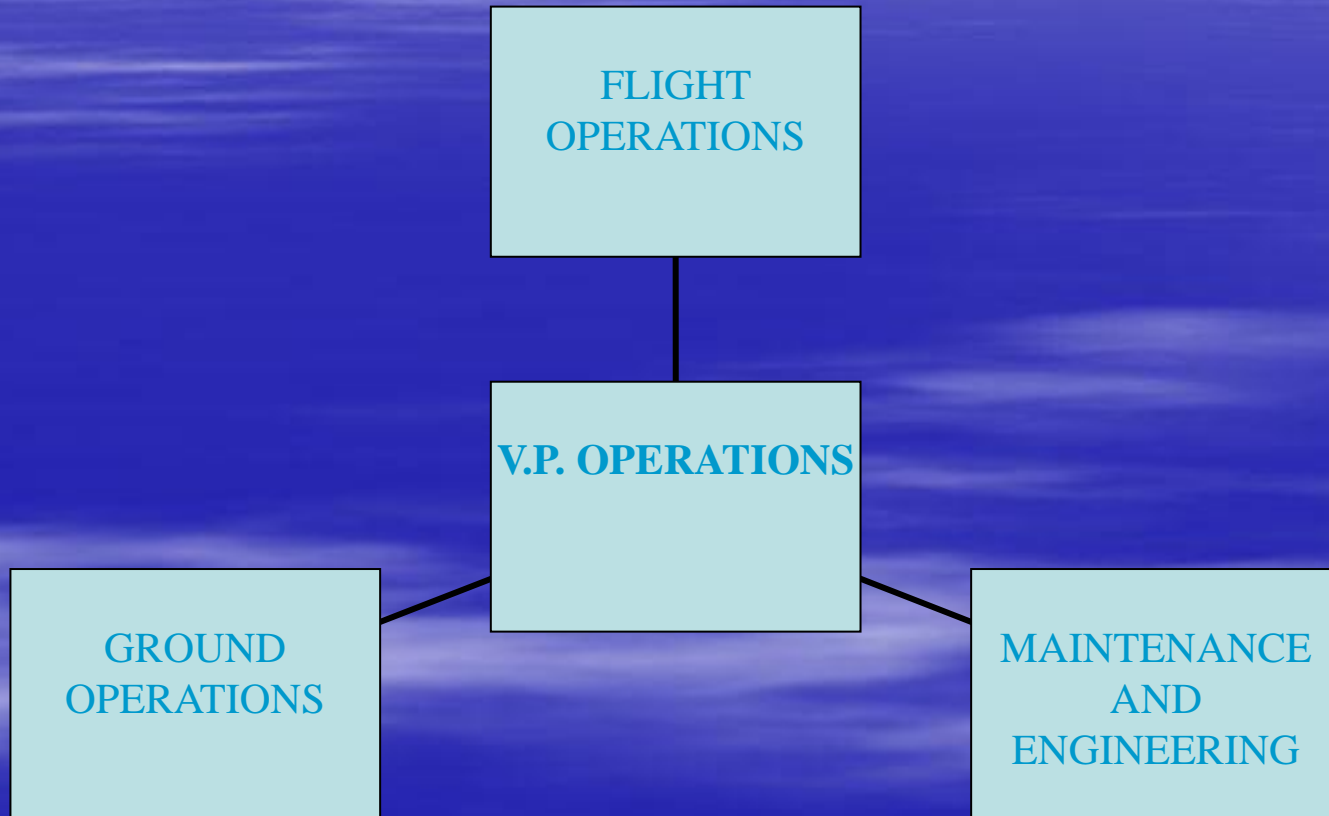 FLIGHT
OPERATIONS
V.P. OPERATIONS
GROUND
OPERATIONS
MAINTENANCE
AND
ENGINEERING